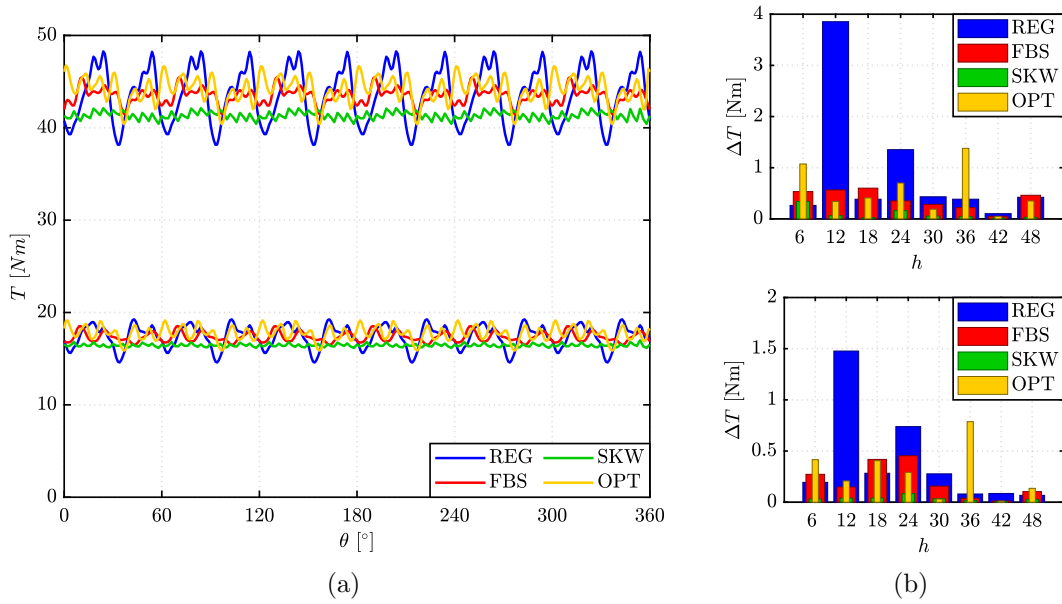 50
40
30
20
10
0
T [Nm]
0 60 120 180 240 300 360
θ [°]
REG SKW
FBS OPT
(a)
4
3
2
1
0
ΔT [Nm]
REG
FBS
SKW
OPT
6 12 18 24 30 36 42 48
h
2
1.5
1
0.5
0
ΔT [Nm]
REG
FBS
SKW
OPT
6 12 18 24 30 36 42 48
h
(b)